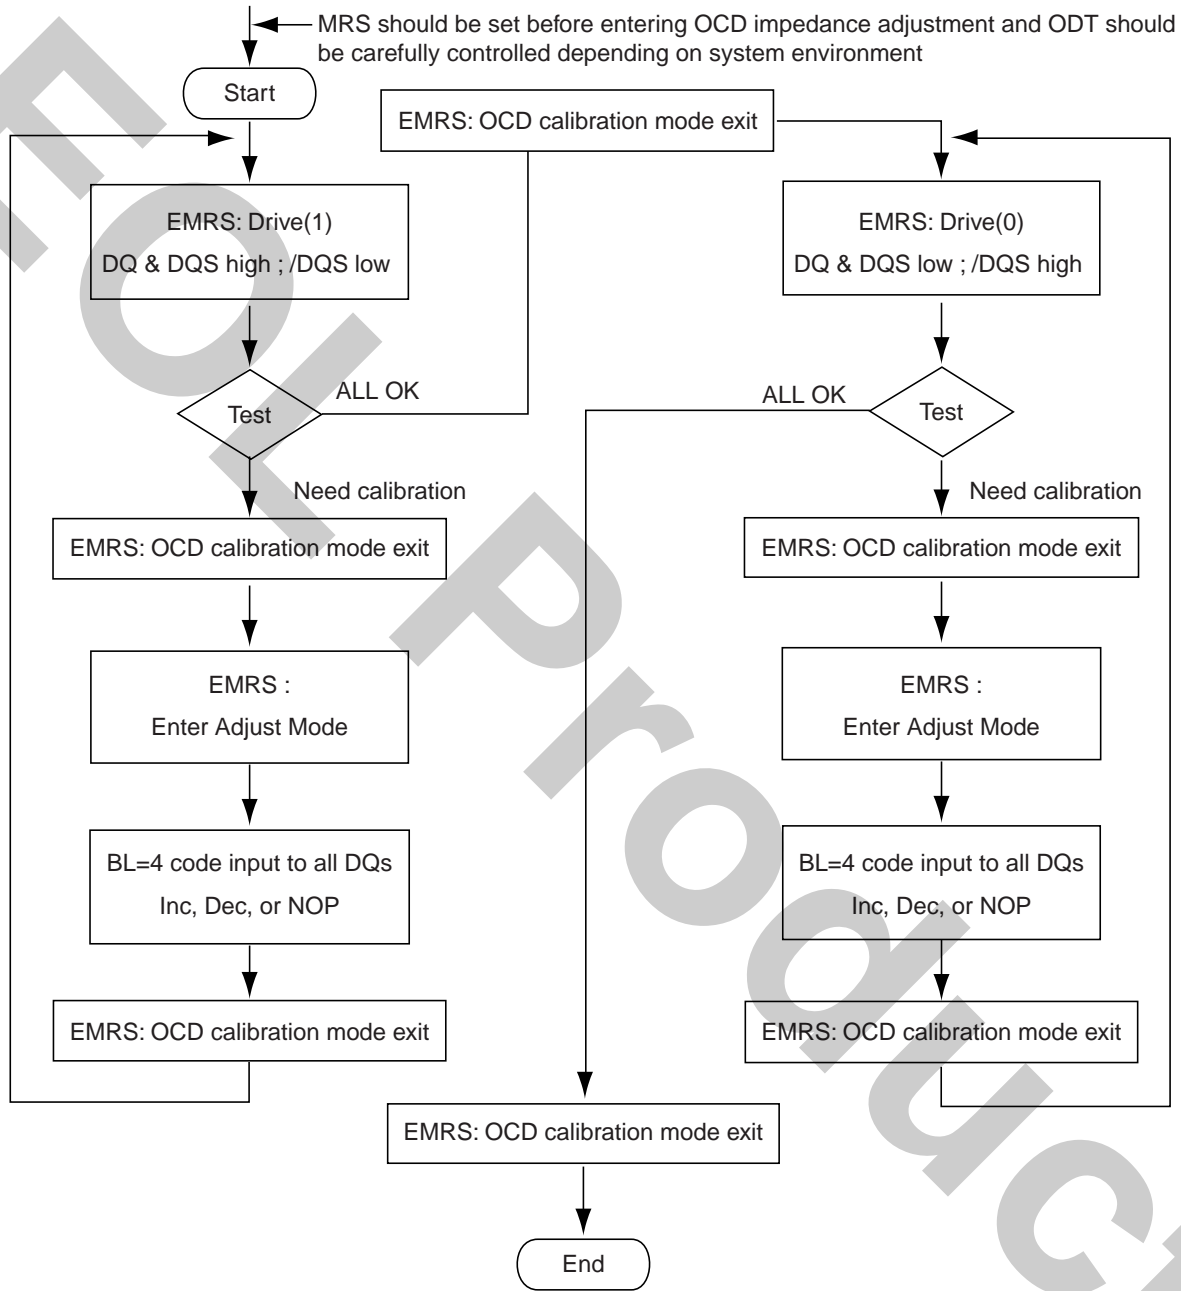 MRS should be set before entering OCD impedance adjustment and ODT should
be carefully controlled depending on system environment
Start
EMRS: OCD calibration mode exit
EMRS: Drive(1)
DQ & DQS high ; /DQS low
EMRS: Drive(0)
DQ & DQS low ; /DQS high
ALL OK
Test
ALL OK
Test
Need calibration
Need calibration
EMRS: OCD calibration mode exit
EMRS: OCD calibration mode exit
EMRS :
Enter Adjust Mode
EMRS :
Enter Adjust Mode
BL=4 code input to all DQs
Inc, Dec, or NOP
BL=4 code input to all DQs
Inc, Dec, or NOP
EMRS: OCD calibration mode exit
EMRS: OCD calibration mode exit
EMRS: OCD calibration mode exit
End
EOL Product